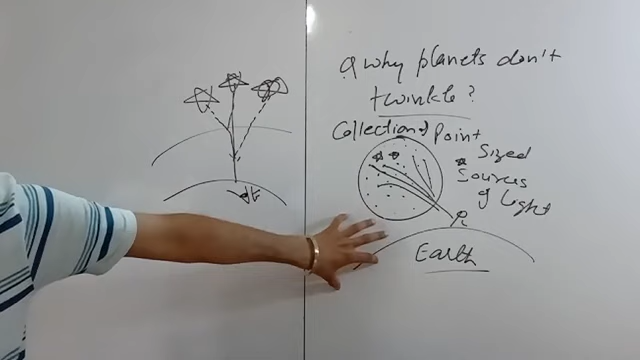 Q why planets don't
twinkle?
Collection of Point
Sized
Sources
of light
Earth